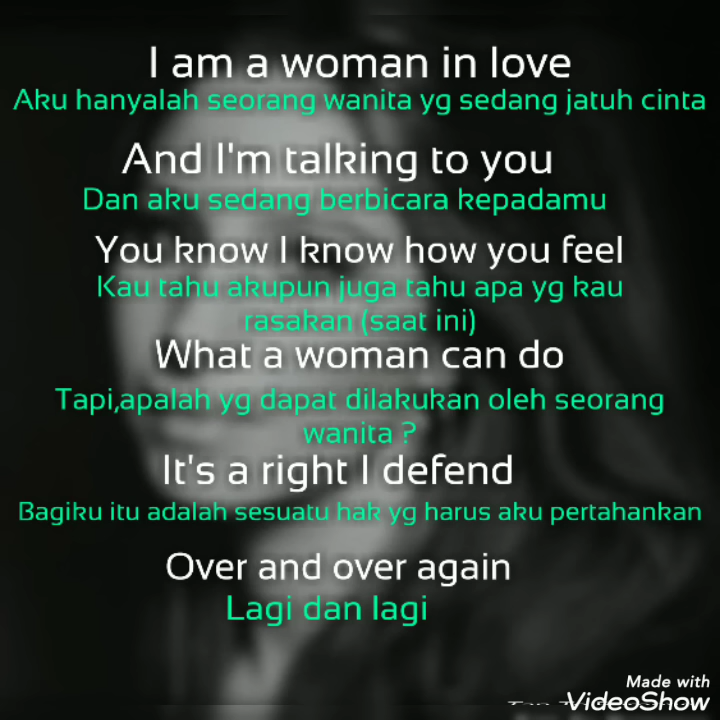 I am a woman in love
Aku hanyalah seorang wanita yg sedang jatuh cinta
And I'm talking to you
Dan aku sedang berbicara kepadamu
You know I know how you feel
Kau tahu akupun juga tahu apa yg kau
rasakan (saat ini)
What a woman can do
Tapi,apalah yg dapat dilakukan oleh seorang
wanita ?
It's a right I defend
Bagiku itu adalah sesuatu hak yg harus aku pertahankan
Over and over again
Lagi dan lagi
Made with
VideoShow